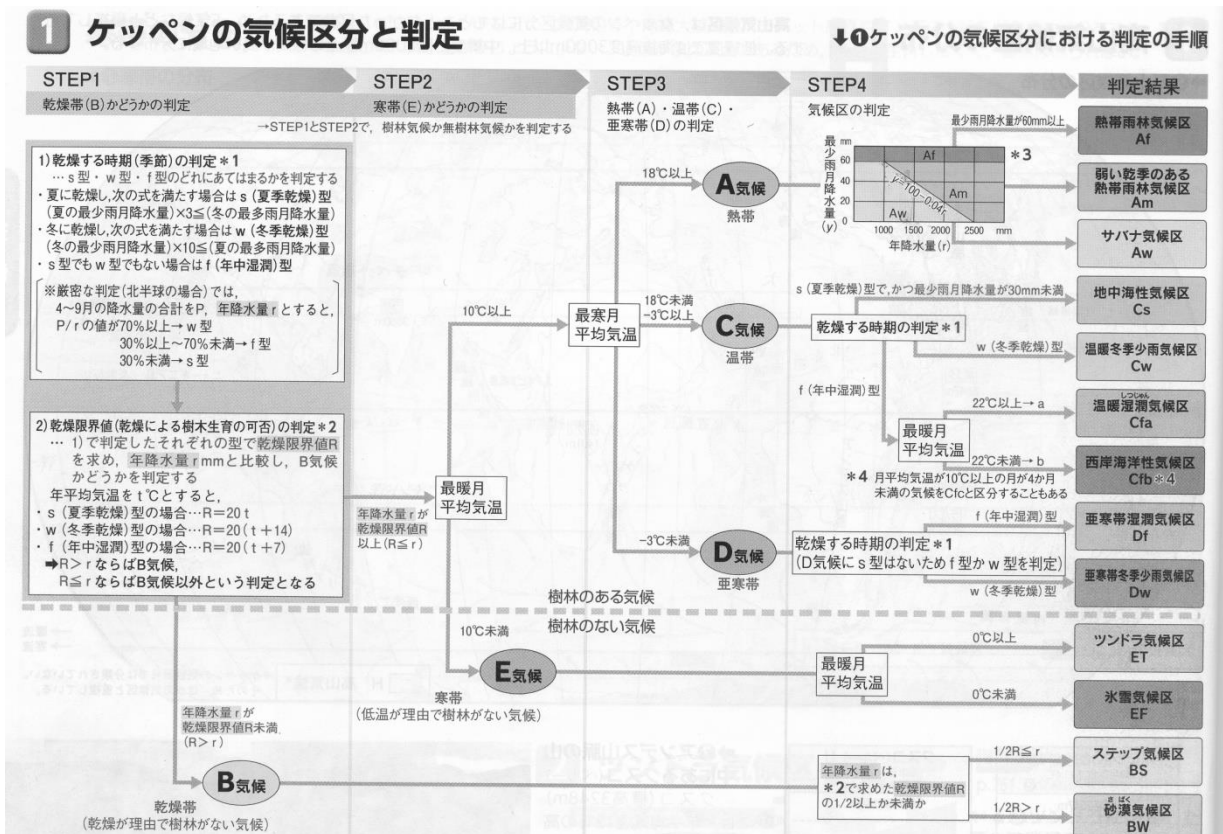 1 ケッペンの気候区分と判定
↓❶ケッペンの気候区分における判定の手順
STEP1
乾燥帯(B)かどうかの判定
STEP2
寒帯(E)かどうかの判定
→STEP1とSTEP2で，樹林気候か無樹林気候かを判定する
STEP3
熱帯(A)・温帯(C)・
亜寒帯(D)の判定
STEP4
気候区の判定
判定結果
1)乾燥する時期(季節)の判定＊1
…s型・w型・f型のどれにあてはまるかを判定する
・夏に乾燥し,次の式を満たす場合はs(夏季乾燥)型
(夏の最少雨月降水量)×3≦(冬の最多雨月降水量)
・冬に乾燥し,次の式を満たす場合はw(冬季乾燥)型
(冬の最少雨月降水量)×10≦(夏の最多雨月降水量)
・s型でもw型でもない場合はf(年中湿潤)型
※厳密な判定(北半球の場合)では，
4～9月の降水量の合計をP，年降水量rとすると，
P/rの値が70%以上→w型
30%以上～70%未満→f型
30%未満→s型
2)乾燥限界値(乾燥による樹木生育の可否)の判定＊2
…1)で判定したそれぞれの型で乾燥限界値R
を求め，年降水量rmmと比較し，B気候
かどうかを判定する
年平均気温をt℃とすると，
・s(夏季乾燥)型の場合…R=20t
・w(冬季乾燥)型の場合…R=20(t+14)
・f(年中湿潤)型の場合…R=20(t+7)
➡R＞rならばB気候，
R≦rならばB気候以外という判定となる
年降水量rが
乾燥限界値R
以上(R≦r)
最暖月
平均気温
10℃以上
最寒月
平均気温
18℃以上
A気候
熱帯
最少雨月降水量(y)
mm
60
40
20
0
Af
Am
Aw
y=100-0.04r
1000 1500 2000 2500 mm
年降水量(r)
＊3
最少雨月降水量が60mm以上
熱帯雨林気候区
Af
弱い乾季のある
熱帯雨林気候区
Am
サバナ気候区
Aw
18℃未満
-3℃以上
C気候
温帯
乾燥する時期の判定＊1
s(夏季乾燥)型で,かつ最少雨月降水量が30mm未満
地中海性気候区
Cs
w(冬季乾燥)型
温暖冬季少雨気候区
Cw
f(年中湿潤)型
最暖月
平均気温
22℃以上→a
しつじゅん
温暖湿潤気候区
Cfa
22℃未満→b
西岸海洋性気候区
Cfb＊4
＊4 月平均気温が10℃以上の月が4か月
未満の気候をCfcと区分することもある
-3℃未満
D気候
亜寒帯
乾燥する時期の判定＊1
(D気候にs型はないためf型かw型を判定)
f(年中湿潤)型
亜寒帯湿潤気候区
Df
w(冬季乾燥)型
亜寒帯冬季少雨気候区
Dw
樹林のある気候
樹林のない気候
10℃未満
E気候
寒帯
(低温が理由で樹林がない気候)
最暖月
平均気温
0℃以上
ツンドラ気候区
ET
0℃未満
氷雪気候区
EF
年降水量rが
乾燥限界値R未満
(R＞r)
B気候
乾燥帯
(乾燥が理由で樹林がない気候)
年降水量rは，
＊2で求めた乾燥限界値R
の1/2以上か未満か
1/2R≦r
ステップ気候区
BS
1/2R＞r
さばく
砂漠気候区
BW